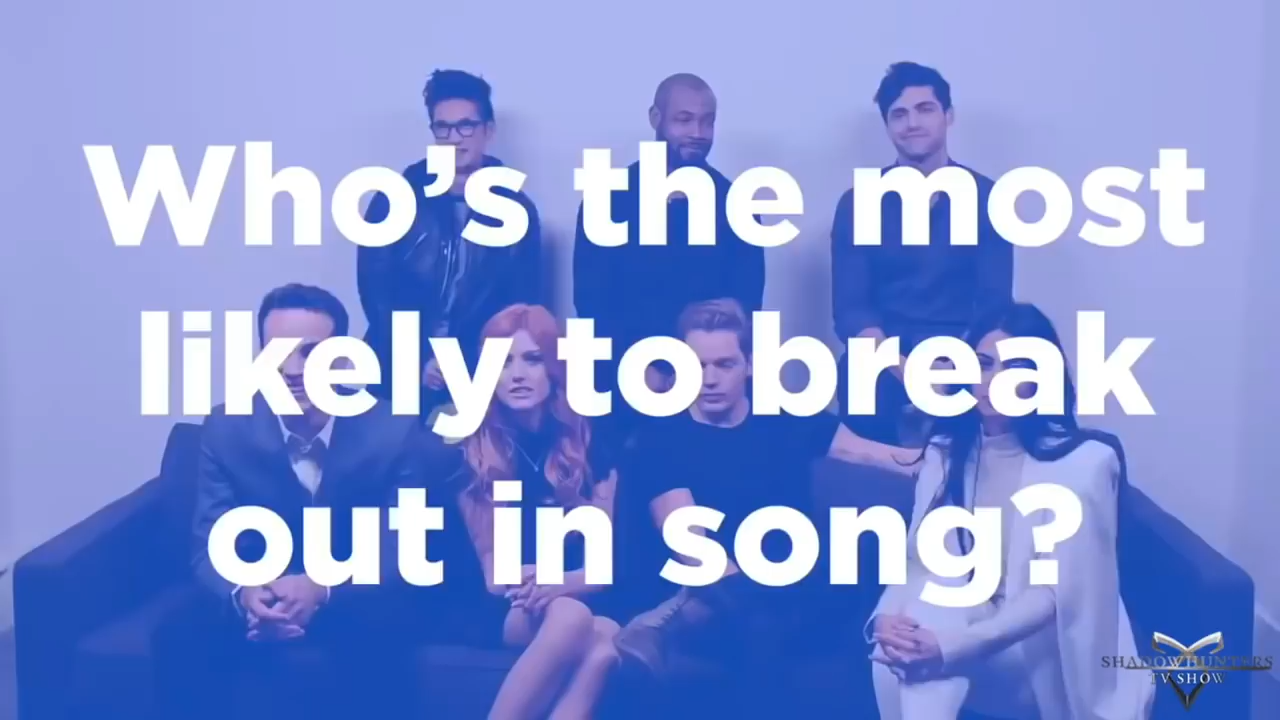 Who’s the most
likely to break
out in song?
SHADOWHUNTERS
TV SHOW